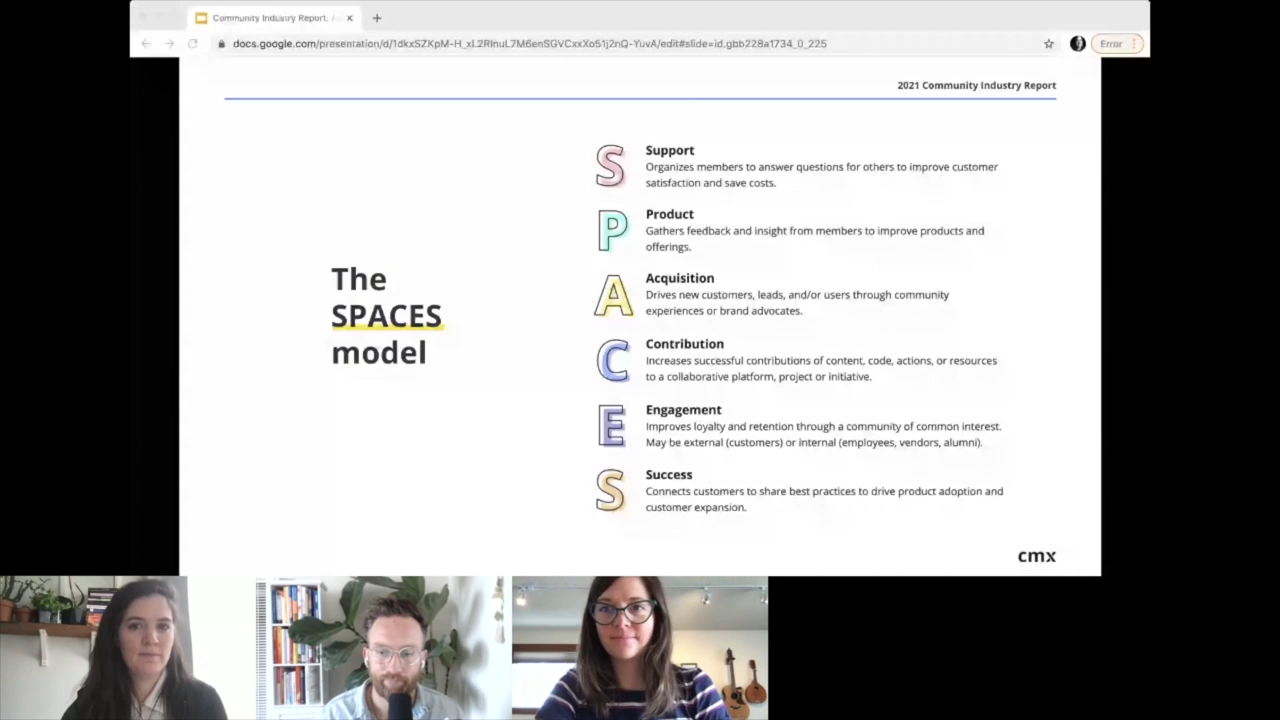 Community Industry Report:
docs.google.com/presentation/d/1dkxSZKpM-H_xL2RInuL7M6enSGVCxxXo51j2nQ-YuvA/edit#slide=id.gbb228a1734_0_225
Error
2021 Community Industry Report
The
SPACES
model
S
Support
Organizes members to answer questions for others to improve customer
satisfaction and save costs.
P
Product
Gathers feedback and insight from members to improve products and
offerings.
A
Acquisition
Drives new customers, leads, and/or users through community
experiences or brand advocates.
C
Contribution
Increases successful contributions of content, code, actions, or resources
to a collaborative platform, project or initiative.
E
Engagement
Improves loyalty and retention through a community of common interest.
May be external (customers) or internal (employees, vendors, alumni).
S
Success
Connects customers to share best practices to drive product adoption and
customer expansion.
cmx